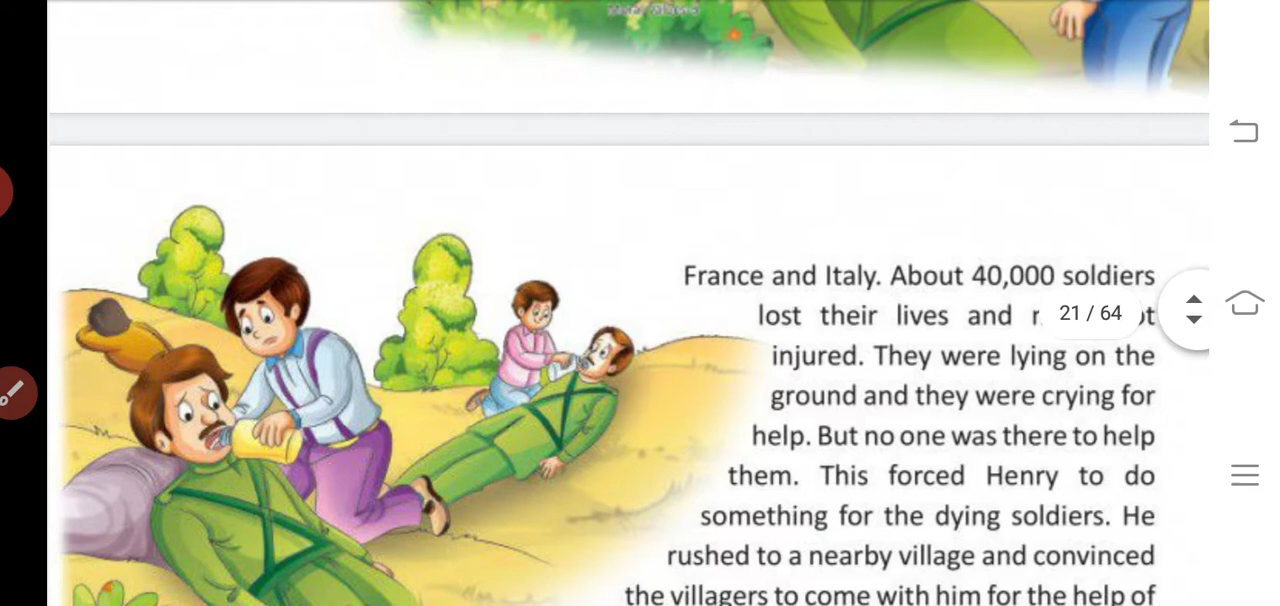 France and Italy. About 40,000 soldiers
lost their lives and
21 / 64
injured. They were lying on the
ground and they were crying for
help. But no one was there to help
them. This forced Henry to do
something for the dying soldiers. He
rushed to a nearby village and convinced
the villagers to come with him for the help of